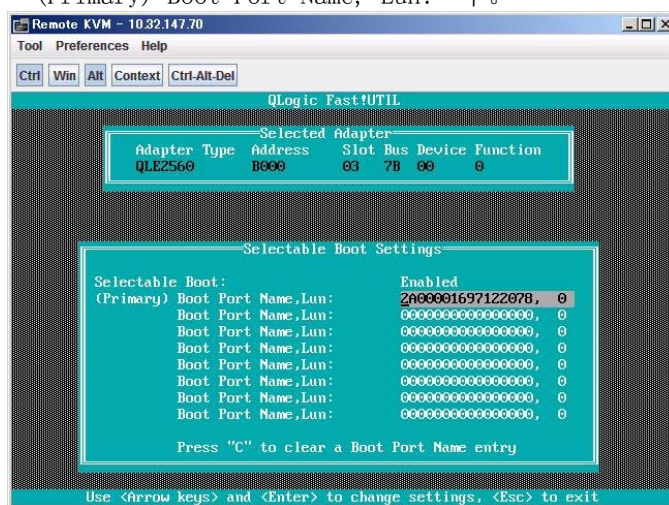 (Primary) Boot Port Name, Lun:
Remote KVM - 10.32.147.70
Tool Preferences Help
Ctrl Win Alt Context Ctrl-Alt-Del
QLogic Fast!UTIL
Selected Adapter
Adapter Type Address Slot Bus Device Function
QLE2560 B000 03 7B 00 0
Selectable Boot Settings
Selectable Boot: Enabled
(Primary) Boot Port Name,Lun: 2A00001697122078, 0
Boot Port Name,Lun: 0000000000000000, 0
Boot Port Name,Lun: 0000000000000000, 0
Boot Port Name,Lun: 0000000000000000, 0
Boot Port Name,Lun: 0000000000000000, 0
Boot Port Name,Lun: 0000000000000000, 0
Boot Port Name,Lun: 0000000000000000, 0
Boot Port Name,Lun: 0000000000000000, 0
Press "C" to clear a Boot Port Name entry
Use <Arrow keys> and <Enter> to change settings, <Esc> to exit